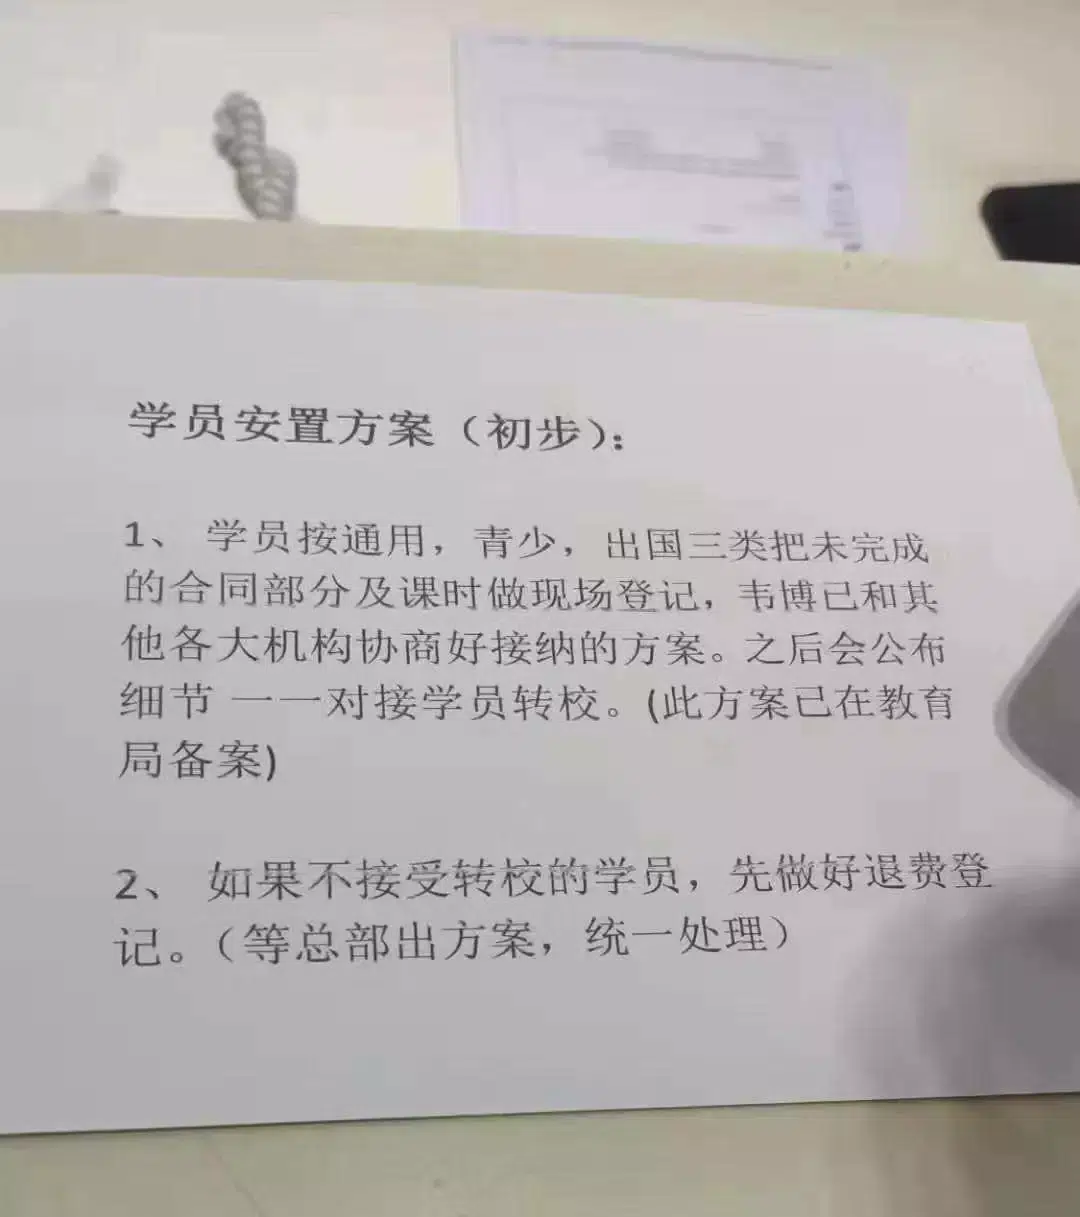 学员安置方案（初步）：
1、 学员按通用，青少，出国三类把未完成
的合同部分及课时做现场登记，韦博已和其
他各大机构协商好接纳的方案。之后会公布
细节 一一对接学员转校。(此方案已在教育
局备案)
2、 如果不接受转校的学员，先做好退费登
记。（等总部出方案，统一处理）